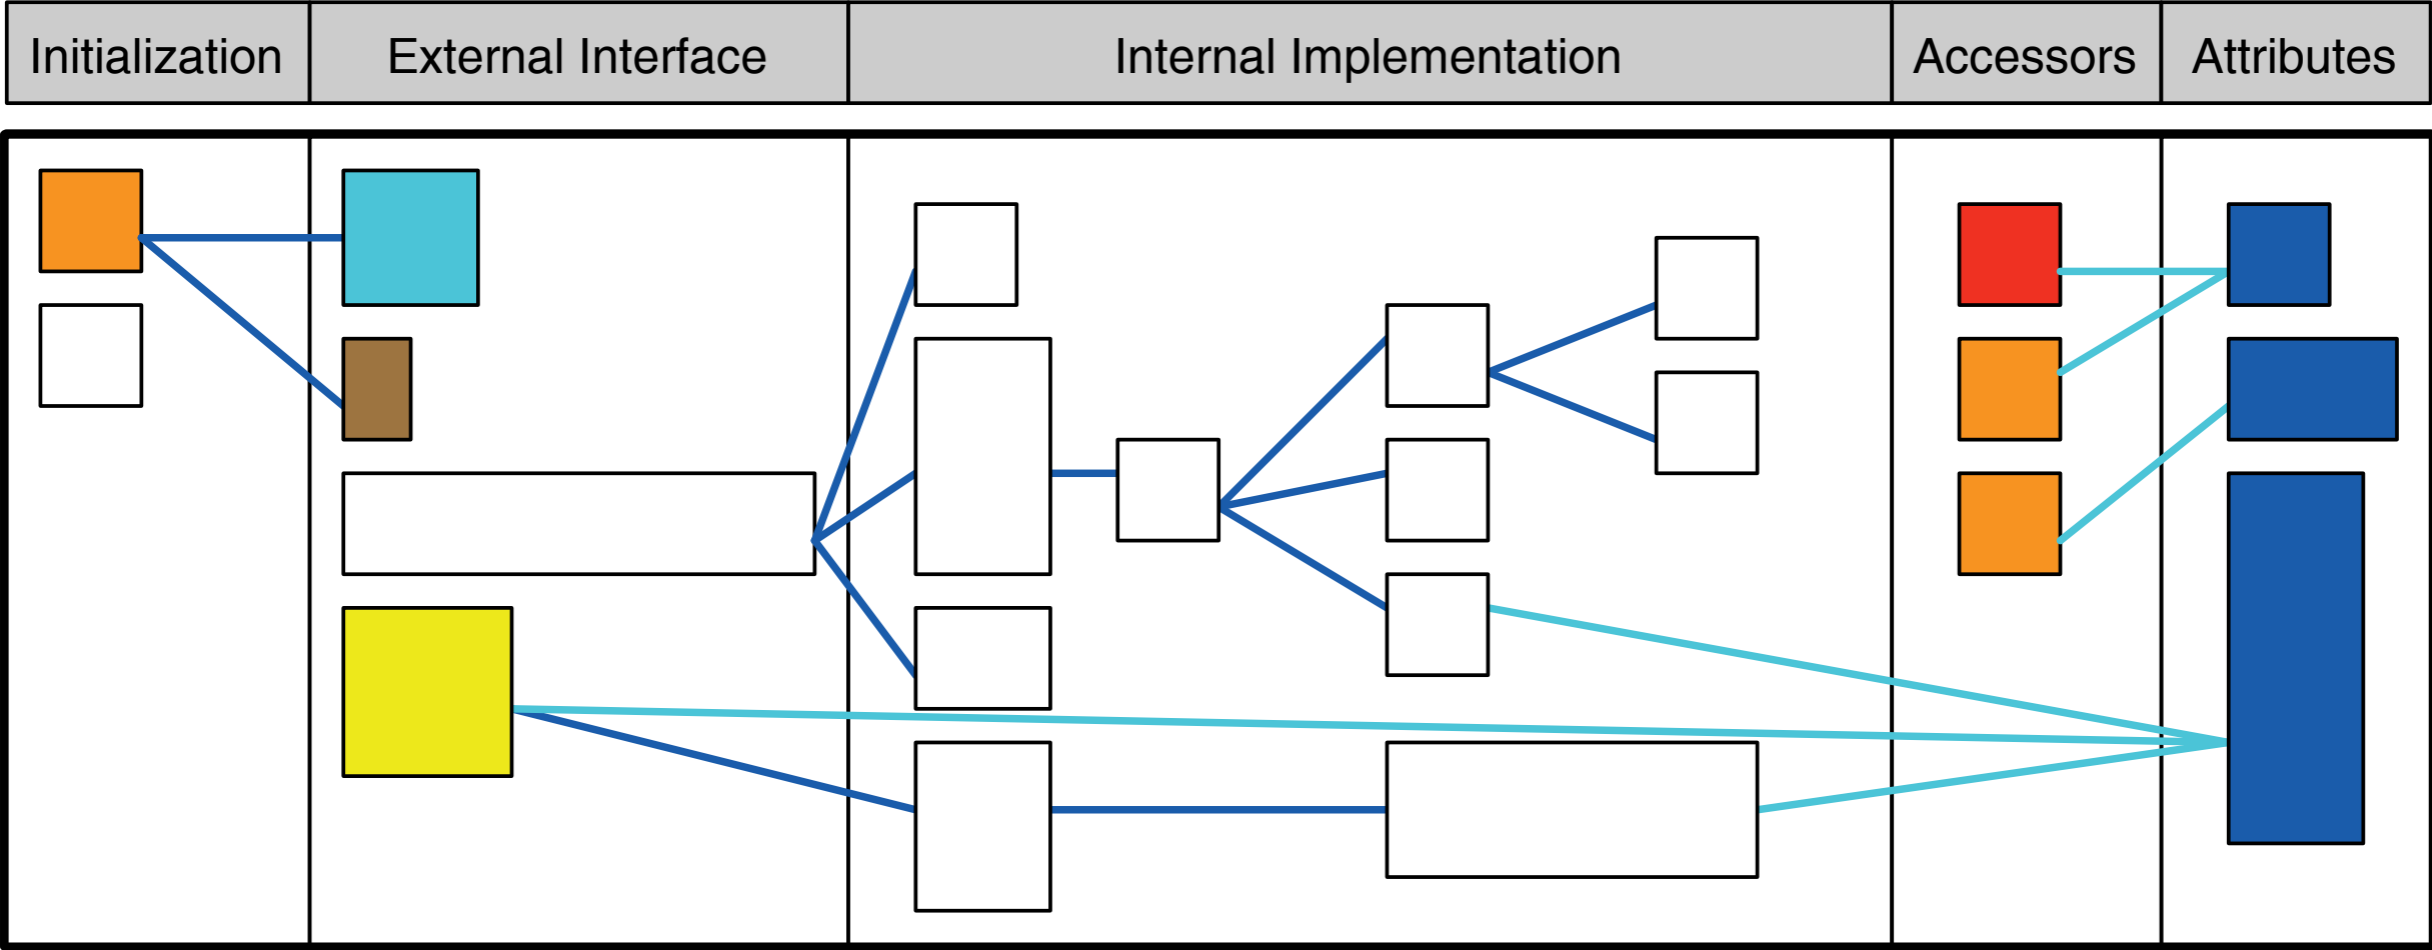 Initialization
External Interface
Internal Implementation
Accessors
Attributes